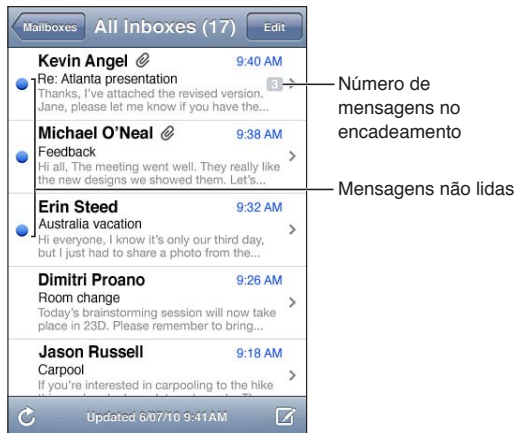 Mailboxes All Inboxes (17) Edit
Kevin Angel 9:40 AM
Re: Atlanta presentation
Thanks, I've attached the revised version. 3
Jane, please let me know if you have the...
Número de
mensagens no
encadeamento
Michael O'Neal 9:38 AM
Feedback
Hi all, The meeting went well. They really like
the new designs we showed them. Let's...
Mensagens não lidas
Erin Steed 9:32 AM
Australia vacation
Hi everyone, I know it's only our third day,
but I just had to share a photo from the...
Dimitri Proano 9:26 AM
Room change
Today's brainstorming session will now take
place in 23D. Please remember to bring...
Jason Russell 9:18 AM
Carpool
If you're interested in carpooling to the hike
Updated 6/07/10 9:41AM